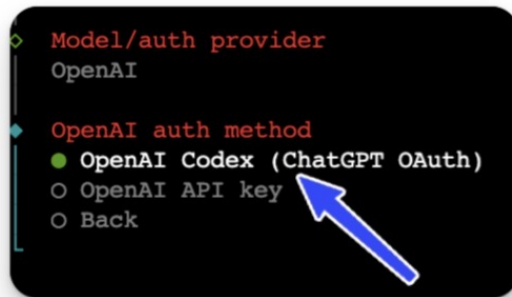 Model/auth provider
OpenAI
OpenAI auth method
OpenAI Codex (ChatGPT OAuth)
OpenAI API key
Back